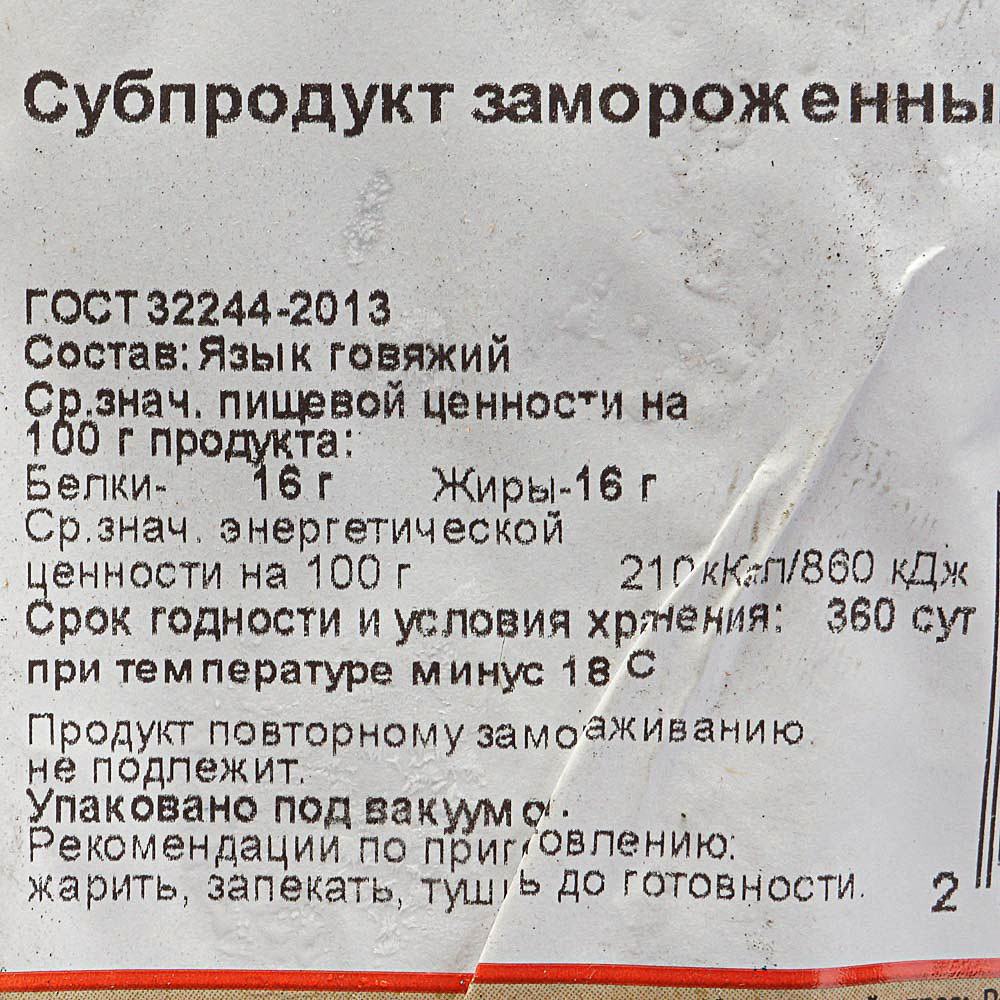 Субпродукт замороженны
ГОСТ 32244-2013
Состав: Язык говяжий
Ср.знач. пищевой ценности на
100 г продукта:
Белки- 16 г Жиры-16 г
Ср.знач. энергетической
ценности на 100 г 210 кКал/860 кДж
Срок годности и условия хранения: 360 сут
при температуре минус 18 С
Продукт повторному замораживанию
не подлежит.
Упаковано под вакуумом.
Рекомендации по приготовлению:
жарить, запекать, тушить до готовности.
2